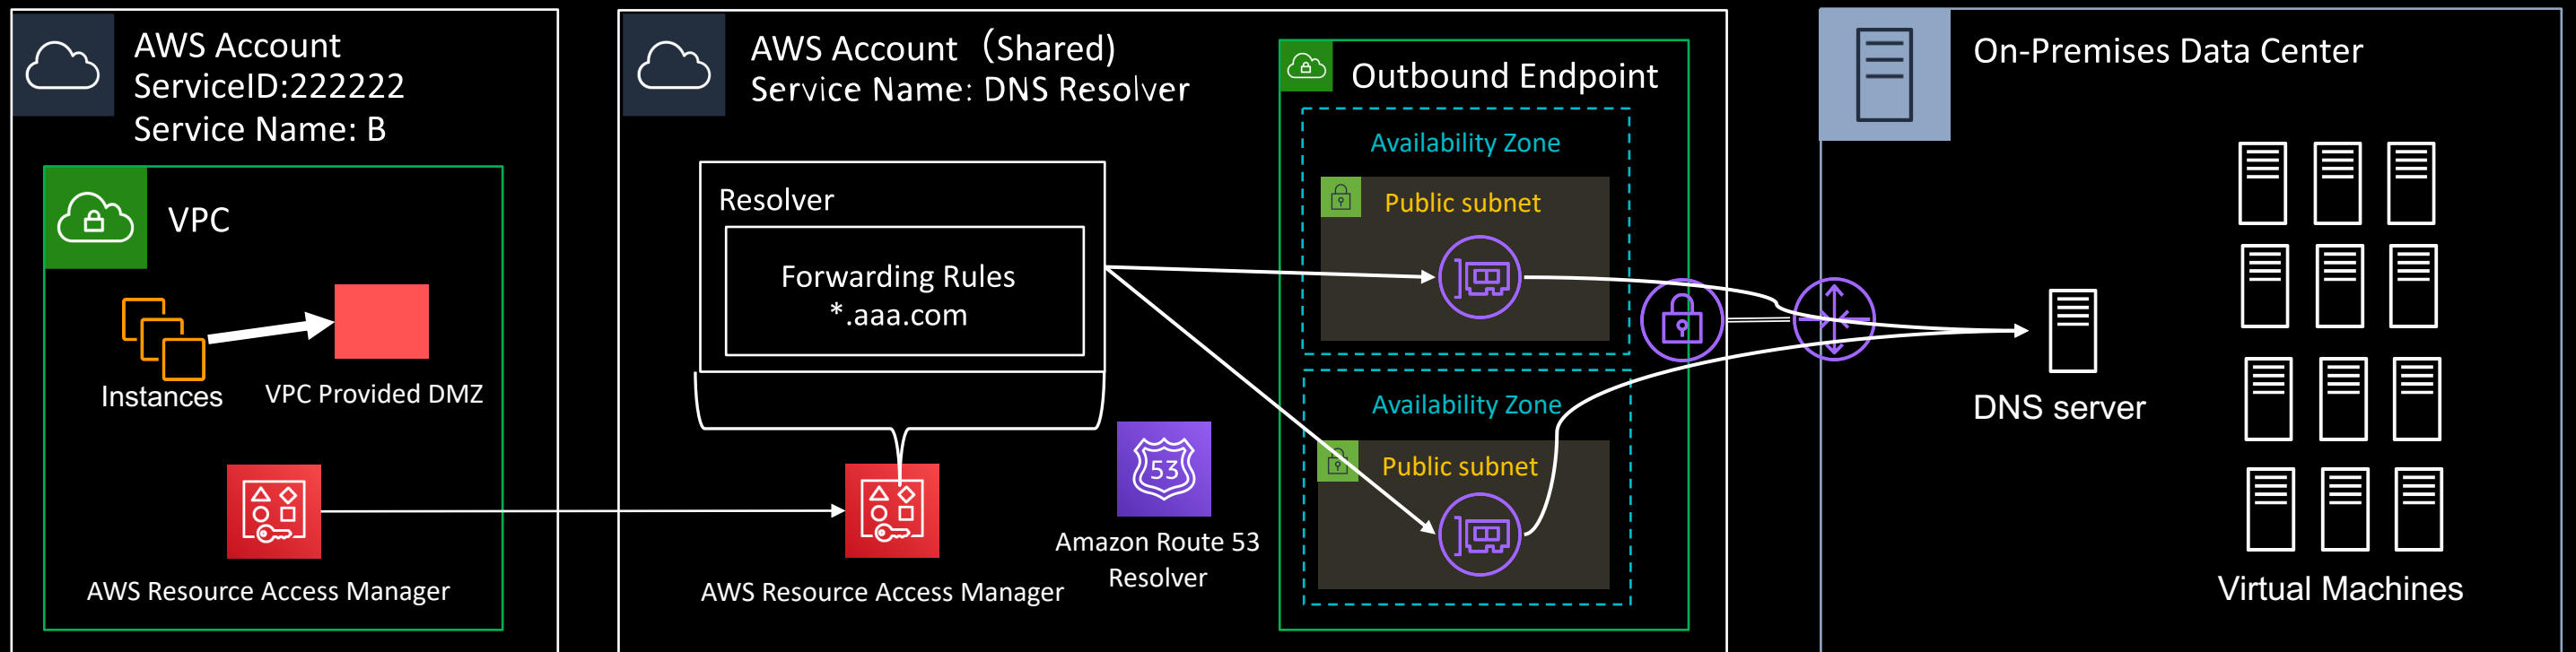 AWS Account
ServiceID:222222
Service Name: B
VPC
Instances
VPC Provided DMZ
AWS Resource Access Manager
AWS Account（Shared)
Service Name: DNS Resolver
Resolver
Forwarding Rules
*.aaa.com
AWS Resource Access Manager
53
Amazon Route 53
Resolver
Outbound Endpoint
Availability Zone
Public subnet
Availability Zone
Public subnet
On-Premises Data Center
DNS server
Virtual Machines